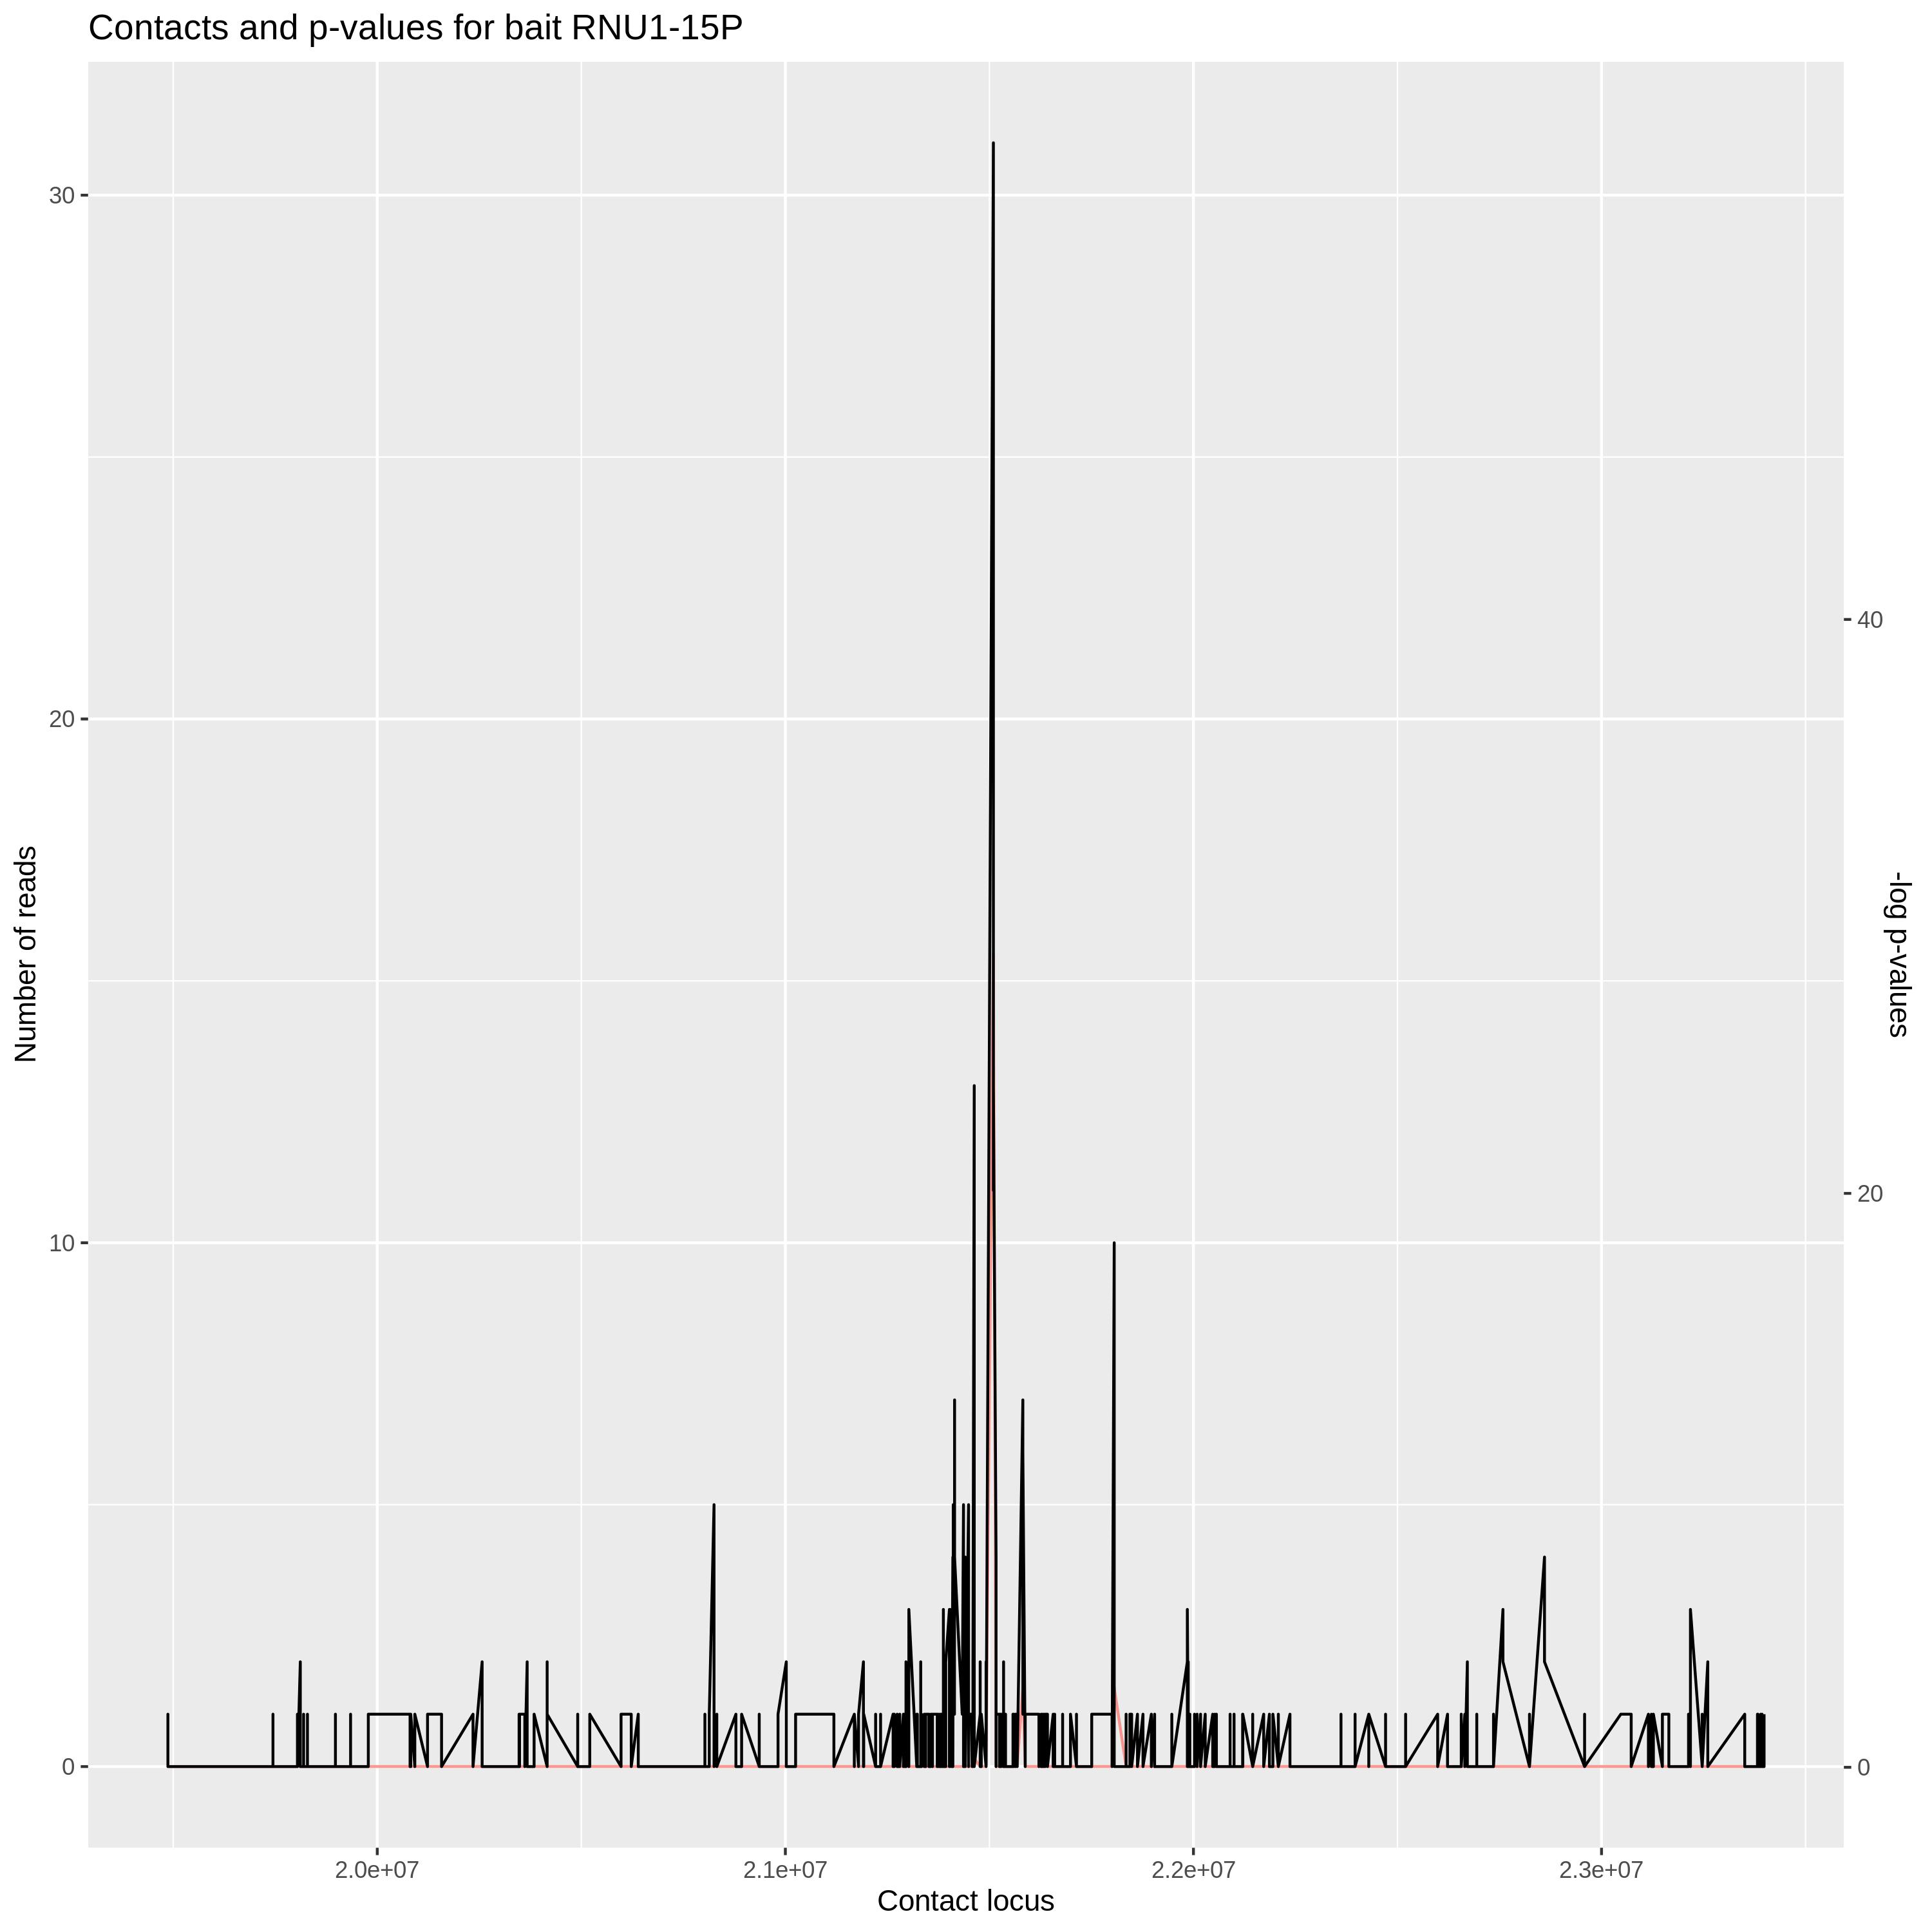 Contacts and p-values for bait RNU1-15P
30
20
10
0
Number of reads
40
20
0
-log p-values
2.0e+07 2.1e+07 2.2e+07 2.3e+07
Contact locus